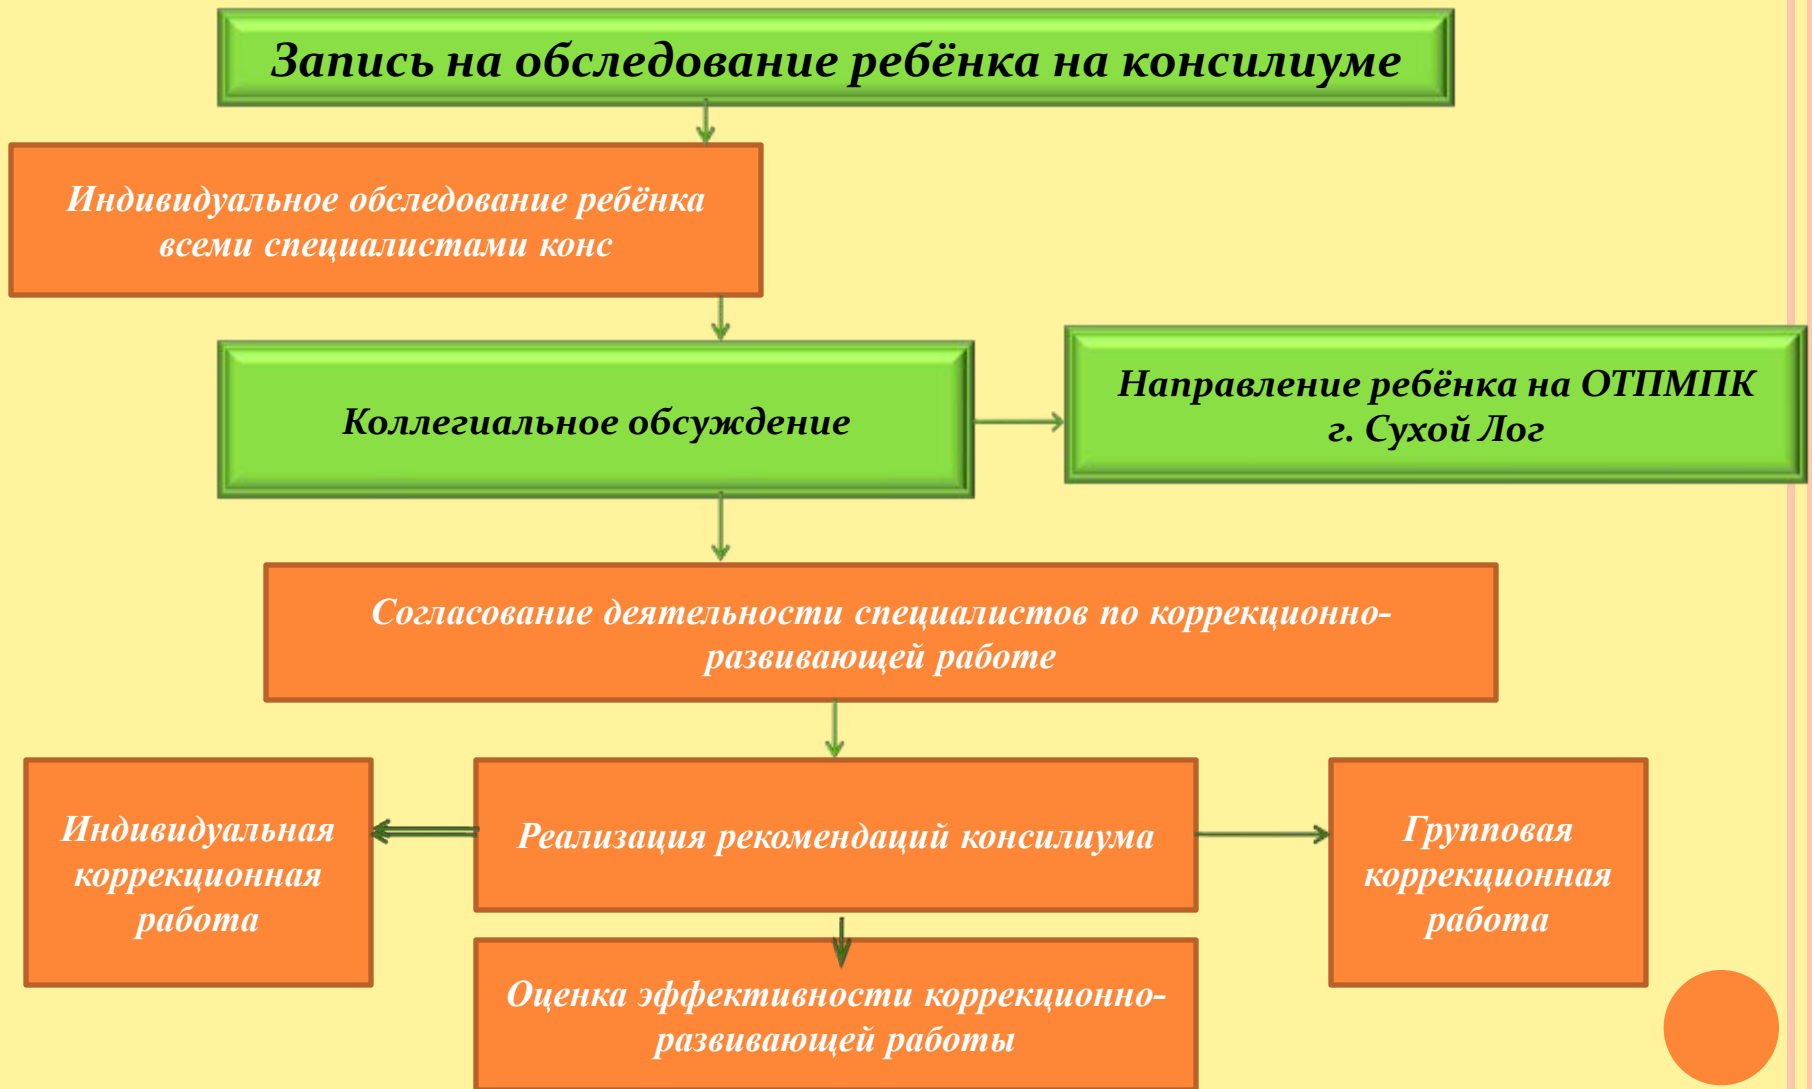 Запись на обследование ребёнка на консилиуме
Индивидуальное обследование ребёнка
всеми специалистами конс
Коллегиальное обсуждение
Направление ребёнка на ОТПМПК
г. Сухой Лог
Согласование деятельности специалистов по коррекционно-
развивающей работе
Индивидуальная
коррекционная
работа
Реализация рекомендаций консилиума
Групповая
коррекционная
работа
Оценка эффективности коррекционно-
развивающей работы